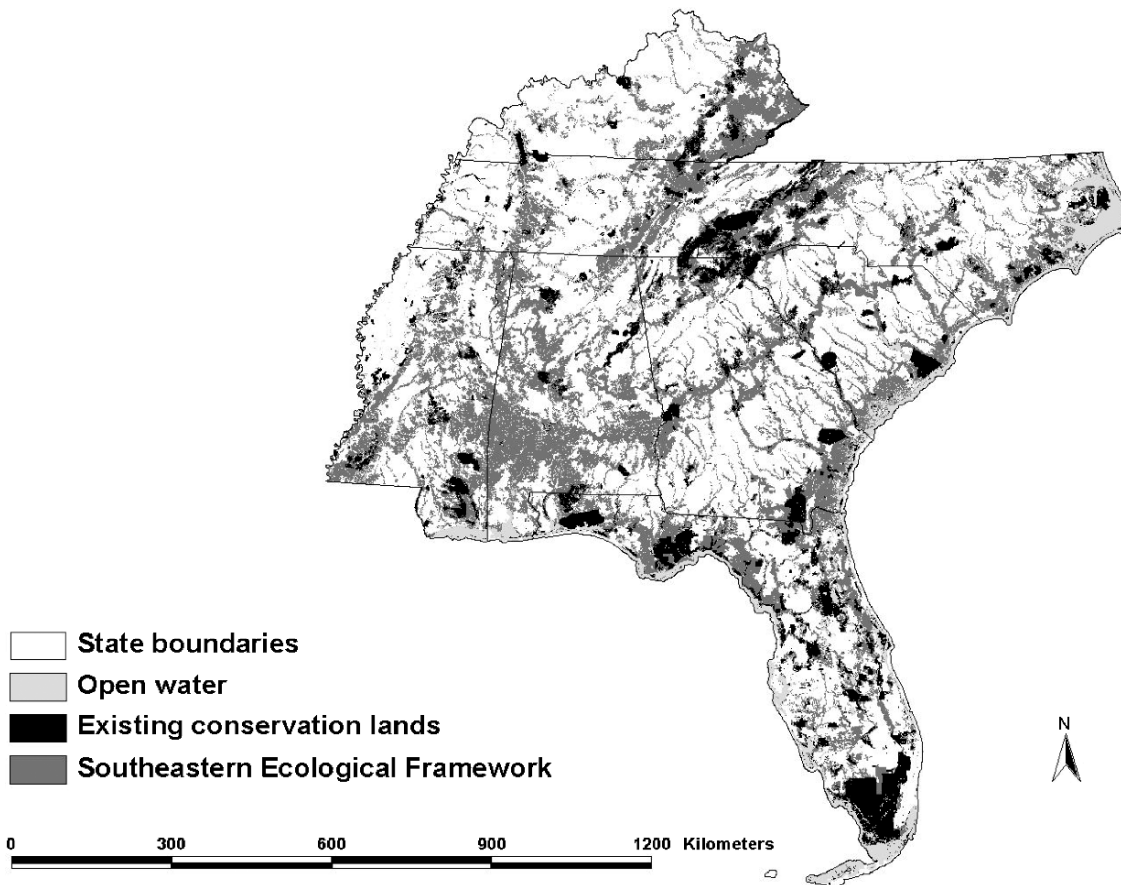 State boundaries
Open water
Existing conservation lands
Southeastern Ecological Framework
N
0 300 600 900 1200 Kilometers